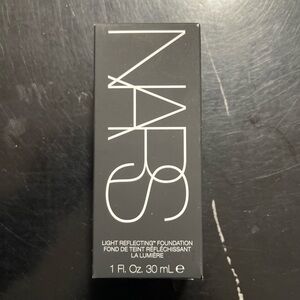 NARS
LIGHT REFLECTING™ FOUNDATION
FOND DE TEINT RÉFLÉCHISSANT
LA LUMIÈRE
1 Fl. Oz. 30 mL ℮